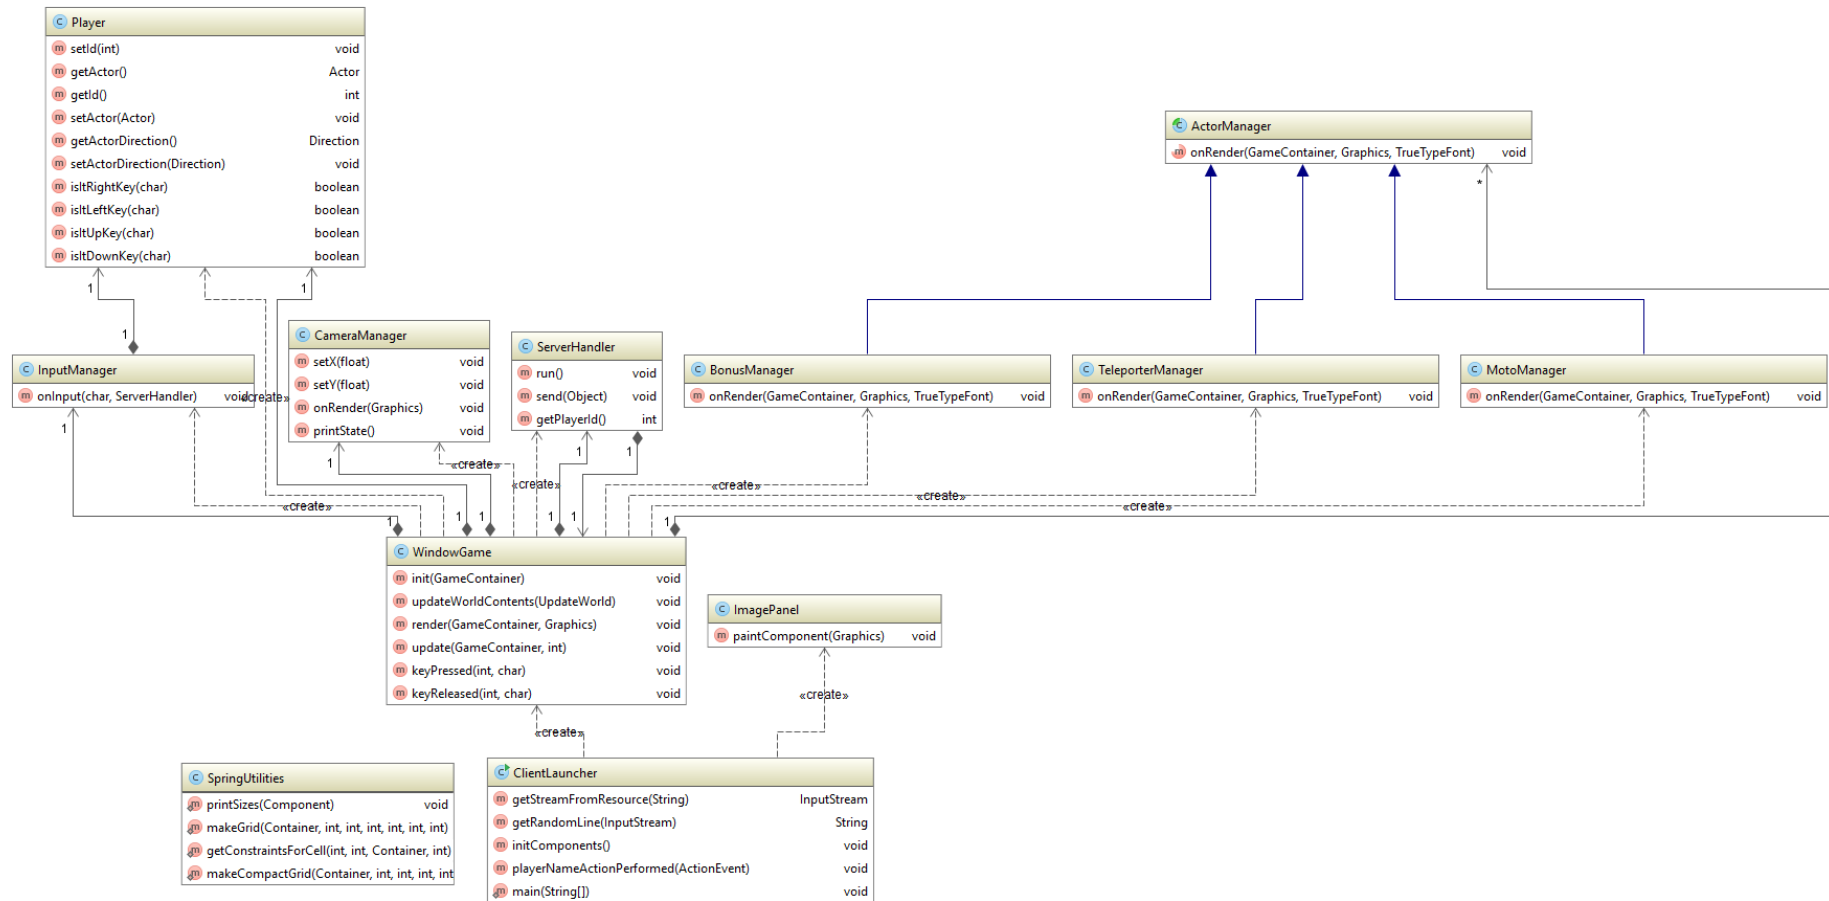 Player
setId(int) void
getActor() Actor
getId() int
setActor(Actor) void
getActorDirection() Direction
setActorDirection(Direction) void
isItRightKey(char) boolean
isItLeftKey(char) boolean
isItUpKey(char) boolean
isItDownKey(char) boolean
ActorManager
onRender(GameContainer, Graphics, TrueTypeFont) void
*
1
1
1
InputManager
onInput(char, ServerHandler) void
«create»
CameraManager
setX(float) void
setY(float) void
onRender(Graphics) void
printState() void
ServerHandler
run() void
send(Object) void
getPlayerId() int
BonusManager
onRender(GameContainer, Graphics, TrueTypeFont) void
TeleporterManager
onRender(GameContainer, Graphics, TrueTypeFont) void
MotoManager
onRender(GameContainer, Graphics, TrueTypeFont) void
1
1
1
1
«create»
«create»
«create»
«create»
«create»
«create»
1
1
1
1
1
1
WindowGame
init(GameContainer) void
updateWorldContents(UpdateWorld) void
render(GameContainer, Graphics) void
update(GameContainer, int) void
keyPressed(int, char) void
keyReleased(int, char) void
ImagePanel
paintComponent(Graphics) void
«create»
«create»
SpringUtilities
printSizes(Component) void
makeGrid(Container, int, int, int, int, int, int)
getConstraintsForCell(int, int, Container, int)
makeCompactGrid(Container, int, int, int, int
ClientLauncher
getStreamFromResource(String) InputStream
getRandomLine(InputStream) String
initComponents() void
playerNameActionPerformed(ActionEvent) void
main(String[]) void